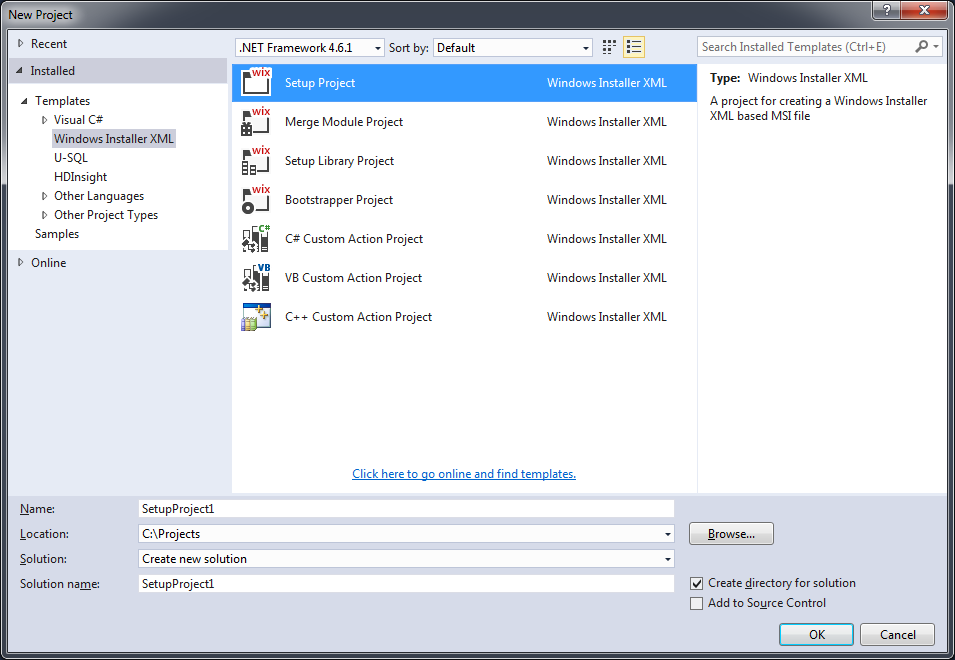 New Project
?
Recent
Installed
Templates
Visual C#
Windows Installer XML
U-SQL
HDInsight
Other Languages
Other Project Types
Samples
Online
.NET Framework 4.6.1 Sort by: Default
Search Installed Templates (Ctrl+E)
wix Setup Project Windows Installer XML
wix Merge Module Project Windows Installer XML
wix Setup Library Project Windows Installer XML
wix Bootstrapper Project Windows Installer XML
C# C# Custom Action Project Windows Installer XML
VB VB Custom Action Project Windows Installer XML
C++ Custom Action Project Windows Installer XML
Click here to go online and find templates.
Type: Windows Installer XML
A project for creating a Windows Installer
XML based MSI file
Name: SetupProject1
Location: C:\Projects Browse...
Solution: Create new solution
Solution name: SetupProject1
Create directory for solution
Add to Source Control
OK Cancel